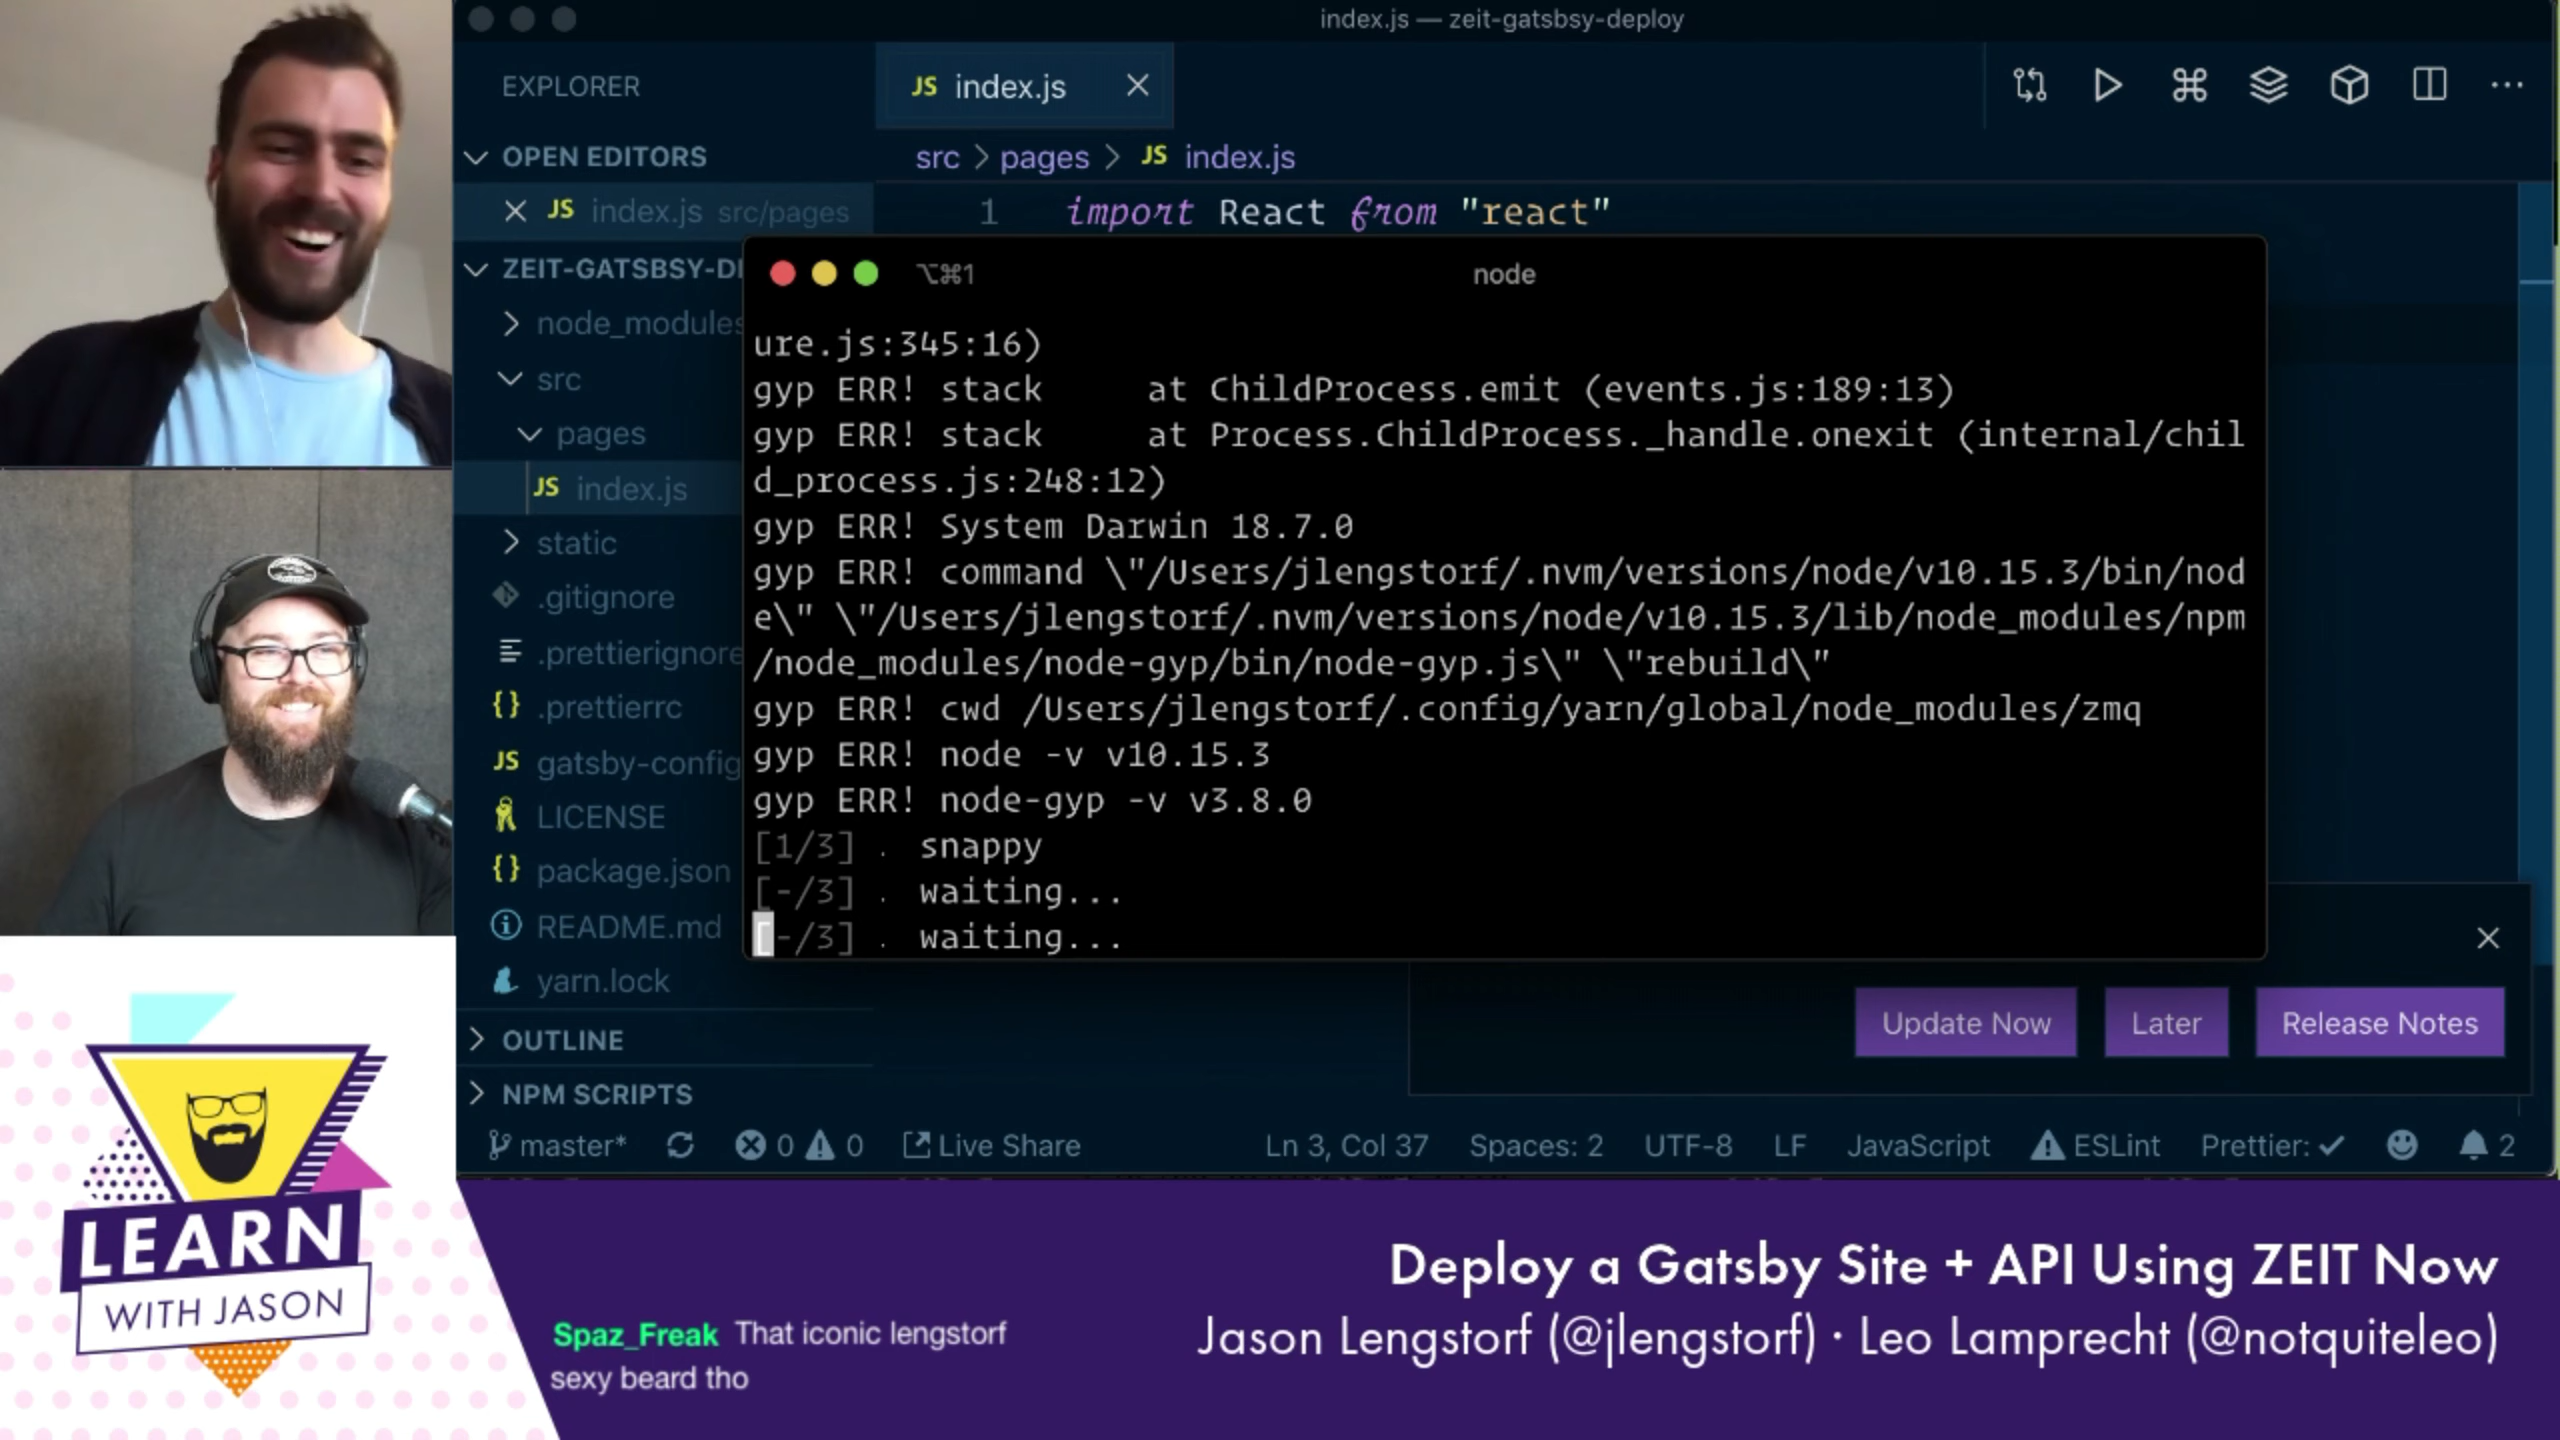 index.js — zeit-gatsbsy-deploy
EXPLORER
JS index.js
OPEN EDITORS
src > pages > JS index.js
JS index.js src/pages
1 import React from "react"
ZEIT-GATSBSY-D
⌥⌘1
node
node_modules
src
pages
JS index.js
static
.gitignore
.prettierignore
{} .prettierrc
JS gatsby-config
LICENSE
{} package.json
README.md
yarn.lock
OUTLINE
NPM SCRIPTS
ure.js:345:16)
gyp ERR! stack     at ChildProcess.emit (events.js:189:13)
gyp ERR! stack     at Process.ChildProcess._handle.onexit (internal/chil
d_process.js:248:12)
gyp ERR! System Darwin 18.7.0
gyp ERR! command \"/Users/jlengstorf/.nvm/versions/node/v10.15.3/bin/nod
e\" \"/Users/jlengstorf/.nvm/versions/node/v10.15.3/lib/node_modules/npm
/node_modules/node-gyp/bin/node-gyp.js\" \"rebuild\"
gyp ERR! cwd /Users/jlengstorf/.config/yarn/global/node_modules/zmq
gyp ERR! node -v v10.15.3
gyp ERR! node-gyp -v v3.8.0
[1/3] . snappy
[-/3] . waiting...
[-/3] . waiting...
Update Now
Later
Release Notes
master* 0 0 Live Share Ln 3, Col 37 Spaces: 2 UTF-8 LF JavaScript ESLint Prettier: ✓ 2
LEARN
WITH JASON
Spaz_Freak That iconic lengstorf
sexy beard tho
Deploy a Gatsby Site + API Using ZEIT Now
Jason Lengstorf (@jlengstorf) · Leo Lamprecht (@notquiteleo)